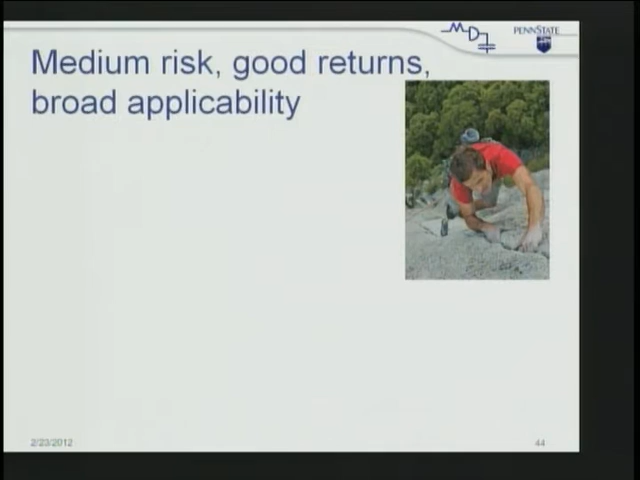 PENNSTATE
Medium risk, good returns,
broad applicability
2/23/2012
44